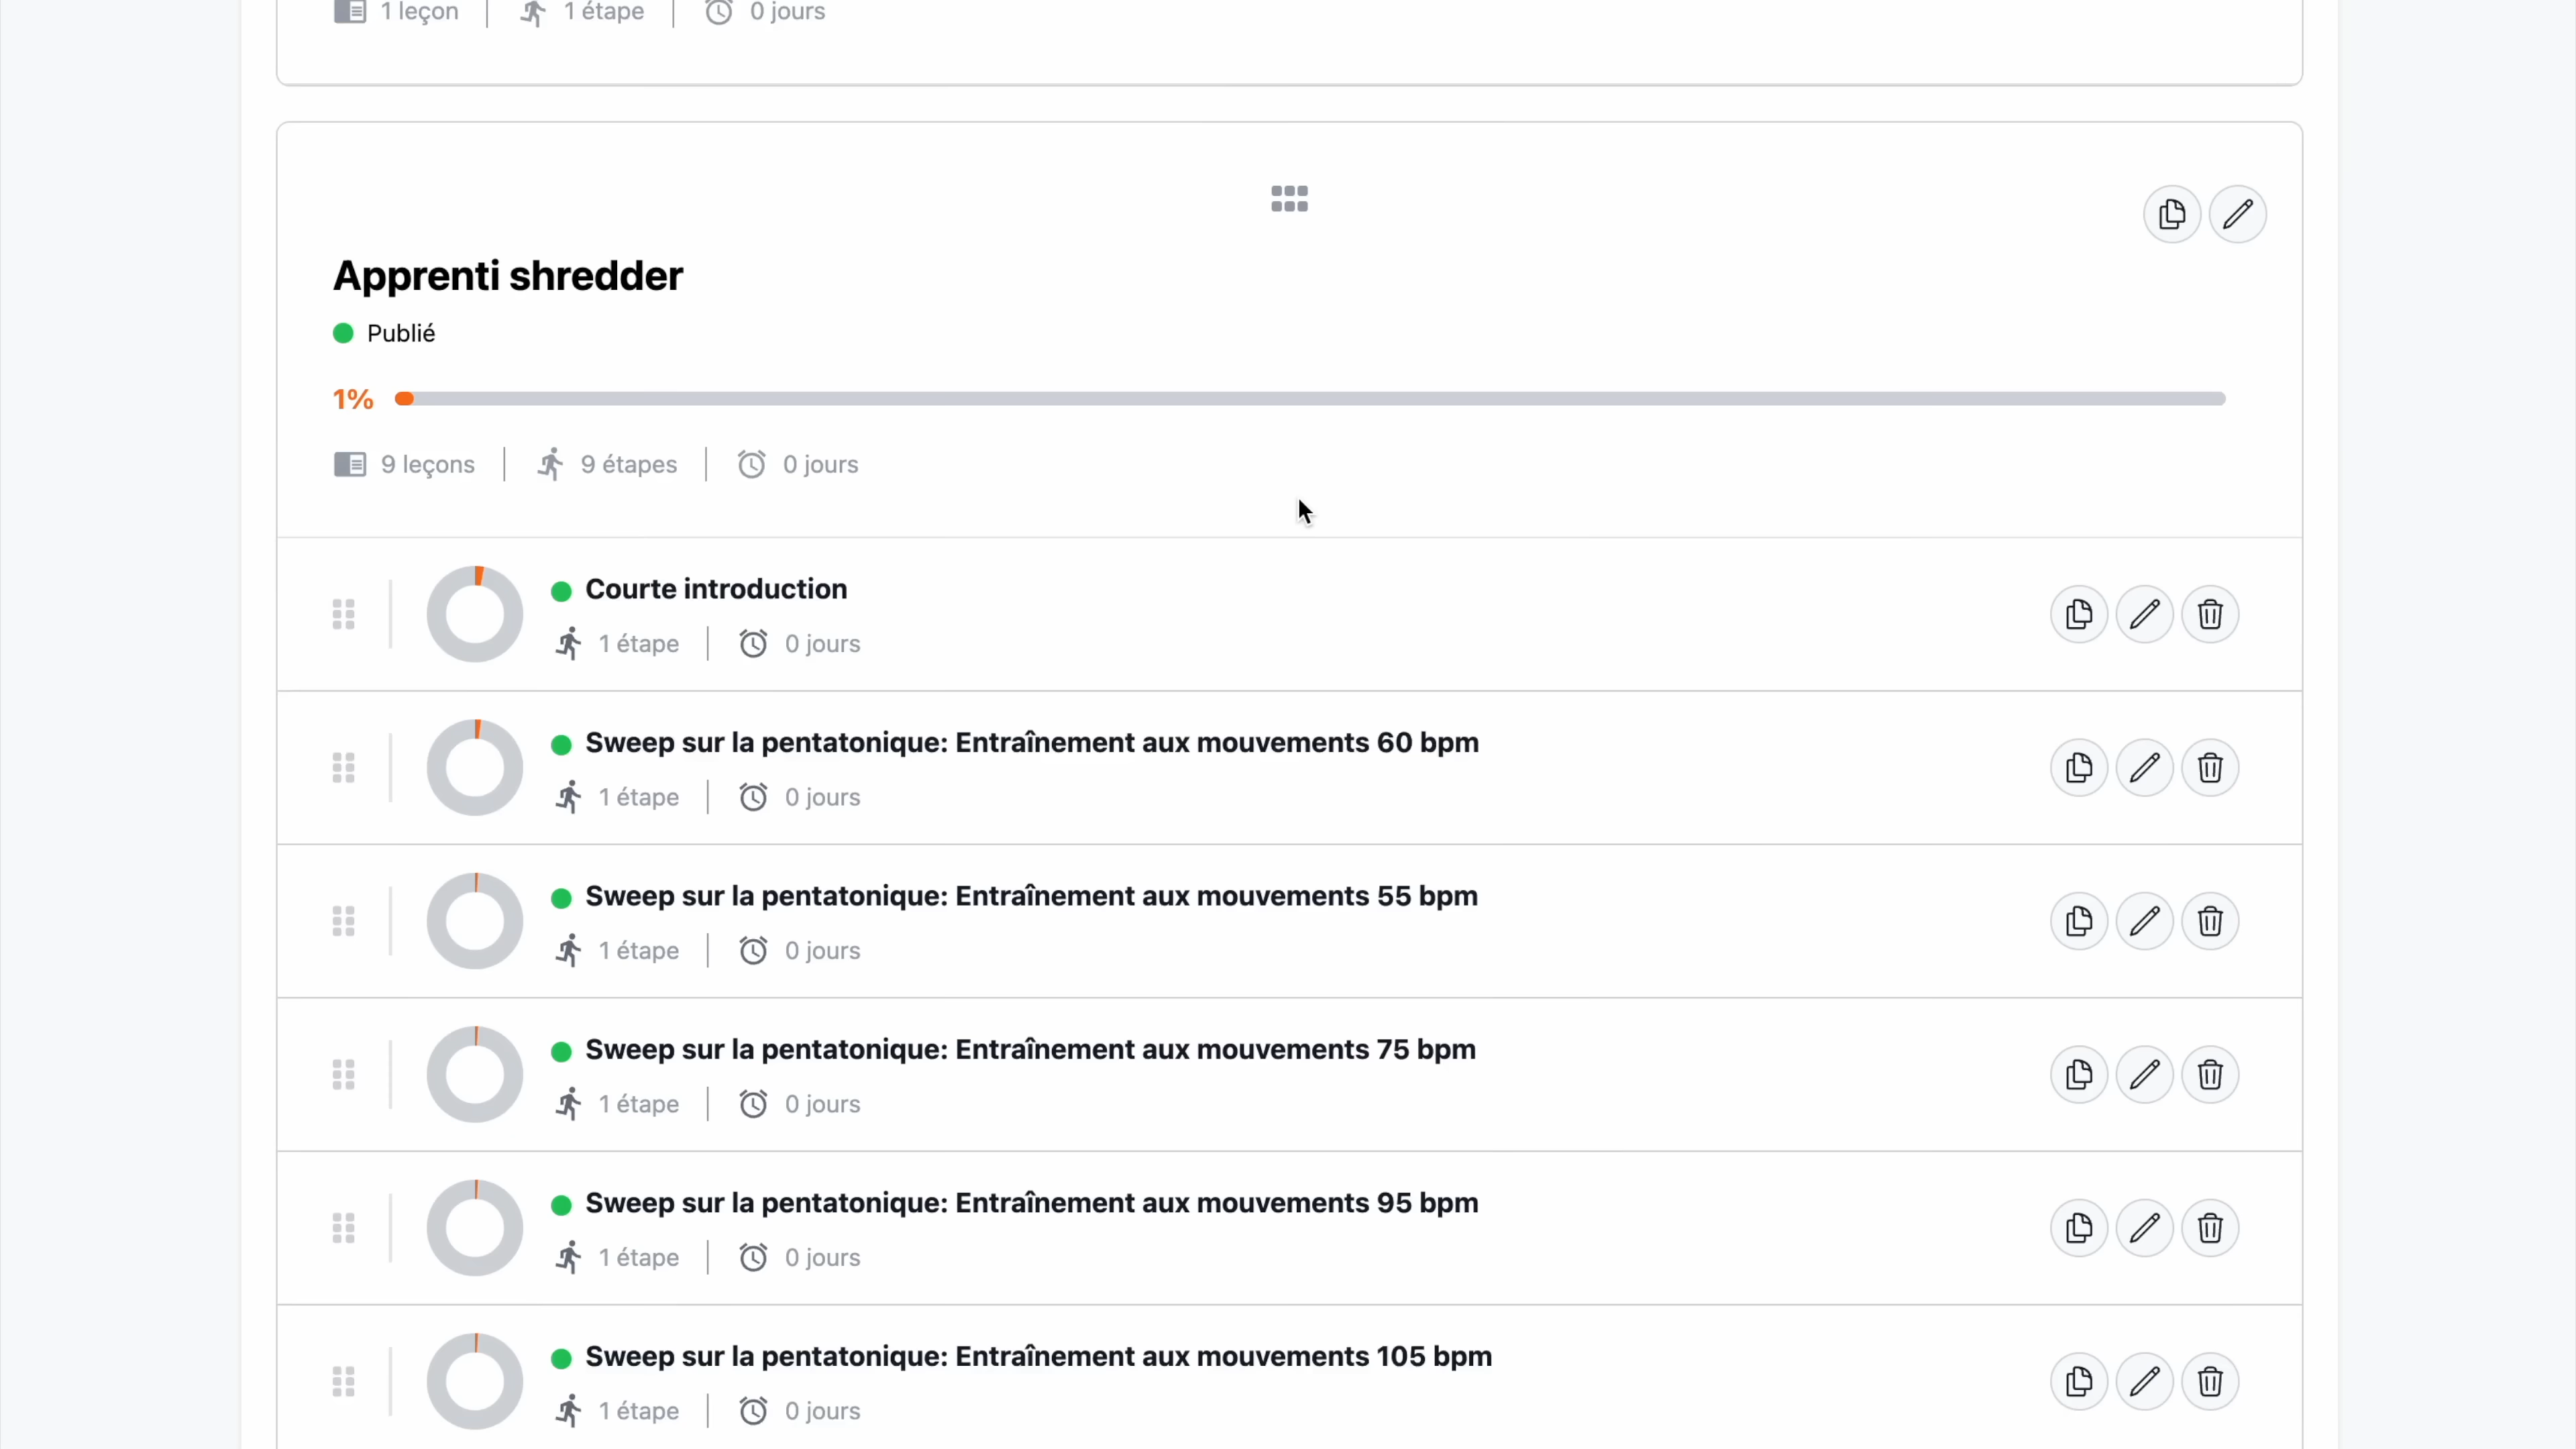 1 leçon | 1 étape | 0 jours
Apprenti shredder
Publié
1%
9 leçons | 9 étapes | 0 jours
Courte introduction
1 étape | 0 jours
Sweep sur la pentatonique: Entraînement aux mouvements 60 bpm
1 étape | 0 jours
Sweep sur la pentatonique: Entraînement aux mouvements 55 bpm
1 étape | 0 jours
Sweep sur la pentatonique: Entraînement aux mouvements 75 bpm
1 étape | 0 jours
Sweep sur la pentatonique: Entraînement aux mouvements 95 bpm
1 étape | 0 jours
Sweep sur la pentatonique: Entraînement aux mouvements 105 bpm
1 étape | 0 jours